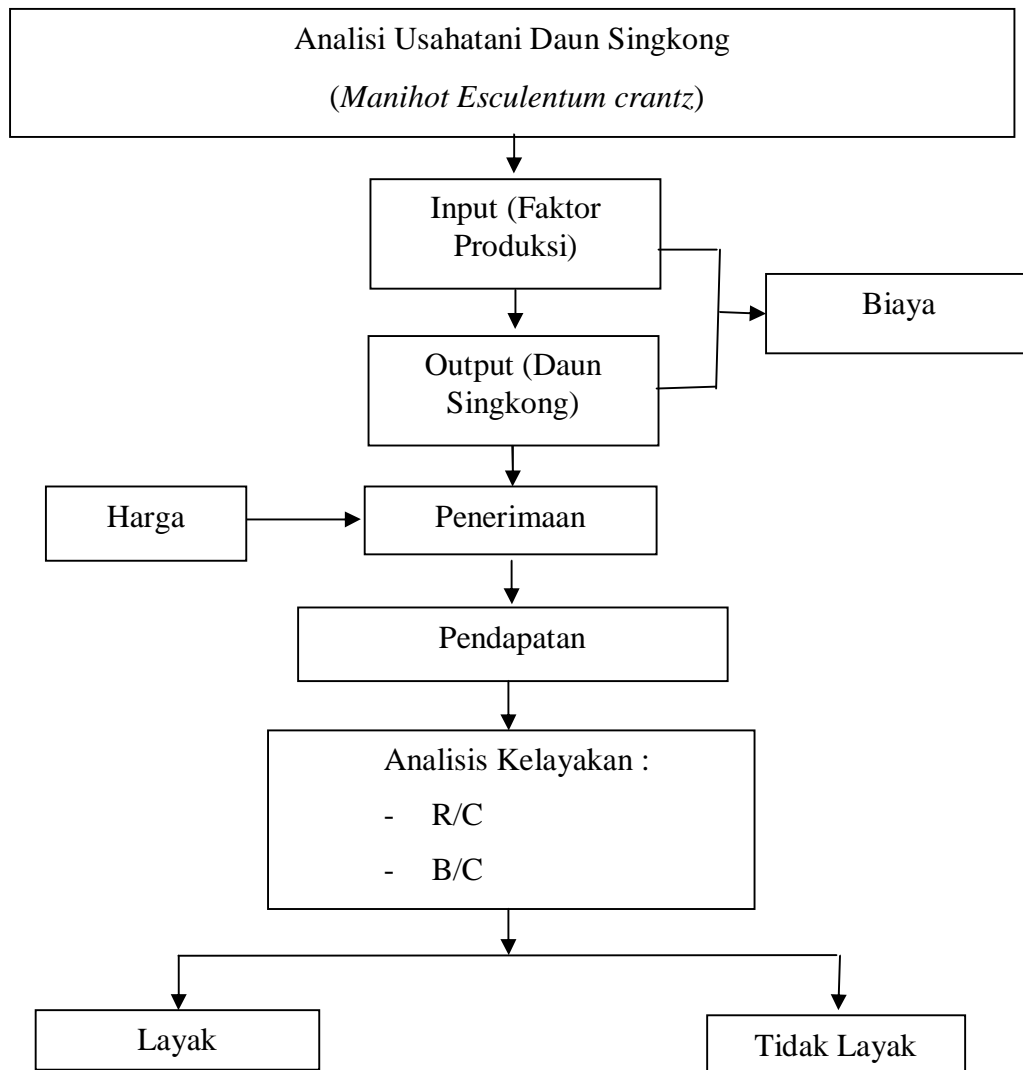 Analisi Usahatani Daun Singkong
(Manihot Esculentum crantz)
Input (Faktor
Produksi)
Biaya
Output (Daun
Singkong)
Harga
Penerimaan
Pendapatan
Analisis Kelayakan :
- R/C
- B/C
Layak
Tidak Layak